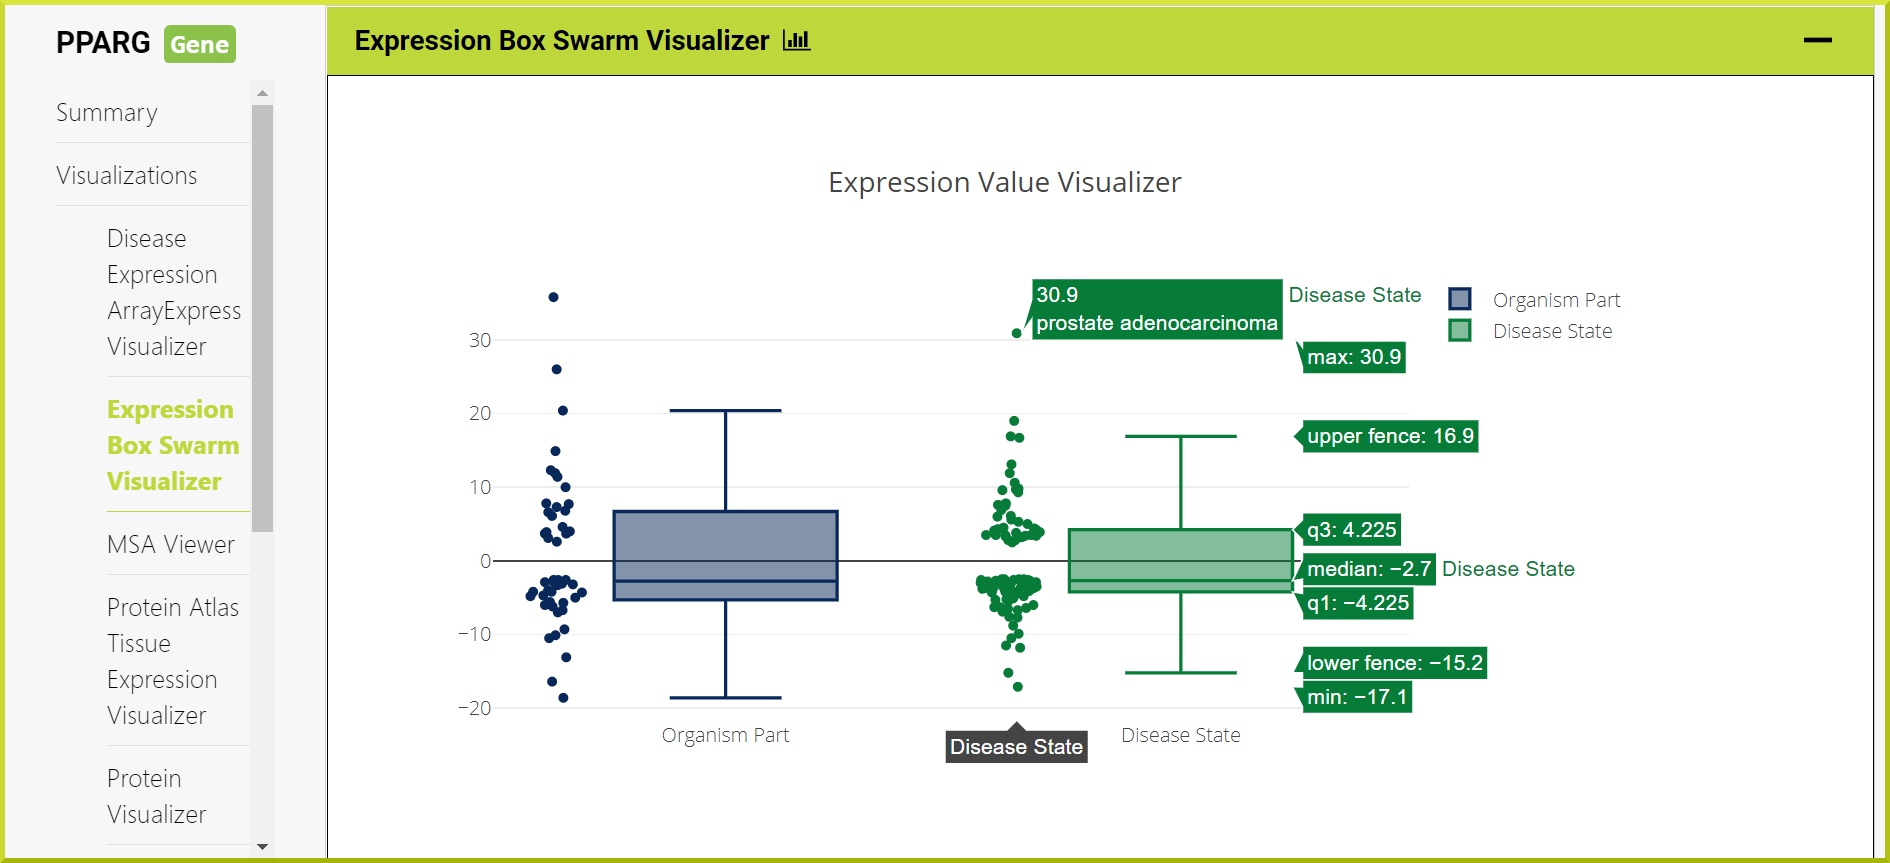 PPARG Gene
Summary
Visualizations
Disease
Expression
ArrayExpress
Visualizer
Expression
Box Swarm
Visualizer
MSA Viewer
Protein Atlas
Tissue
Expression
Visualizer
Protein
Visualizer
Expression Box Swarm Visualizer
Expression Value Visualizer
30
20
10
0
−10
−20
30.9
prostate adenocarcinoma
Disease State
Organism Part
Disease State
max: 30.9
upper fence: 16.9
q3: 4.225
median: −2.7 Disease State
q1: −4.225
lower fence: −15.2
min: −17.1
Organism Part
Disease State
Disease State